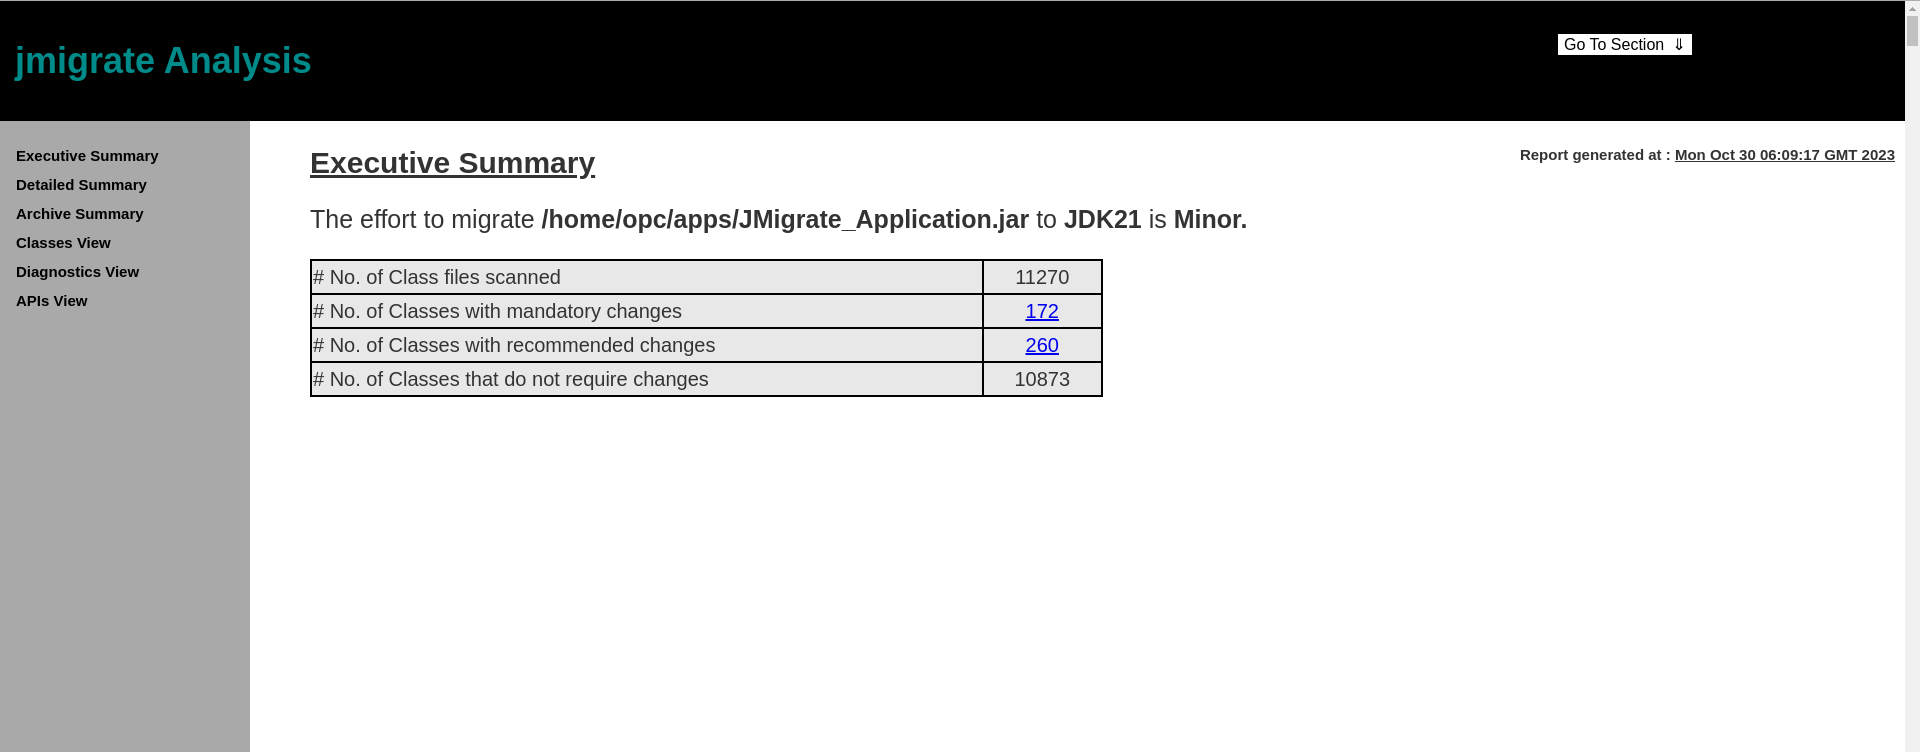 jmigrate Analysis
Go To Section ⇓
Executive Summary
Detailed Summary
Archive Summary
Classes View
Diagnostics View
APIs View
Executive Summary
Report generated at : Mon Oct 30 06:09:17 GMT 2023
The effort to migrate /home/opc/apps/JMigrate_Application.jar to JDK21 is Minor.
# No. of Class files scanned 11270
# No. of Classes with mandatory changes 172
# No. of Classes with recommended changes 260
# No. of Classes that do not require changes 10873